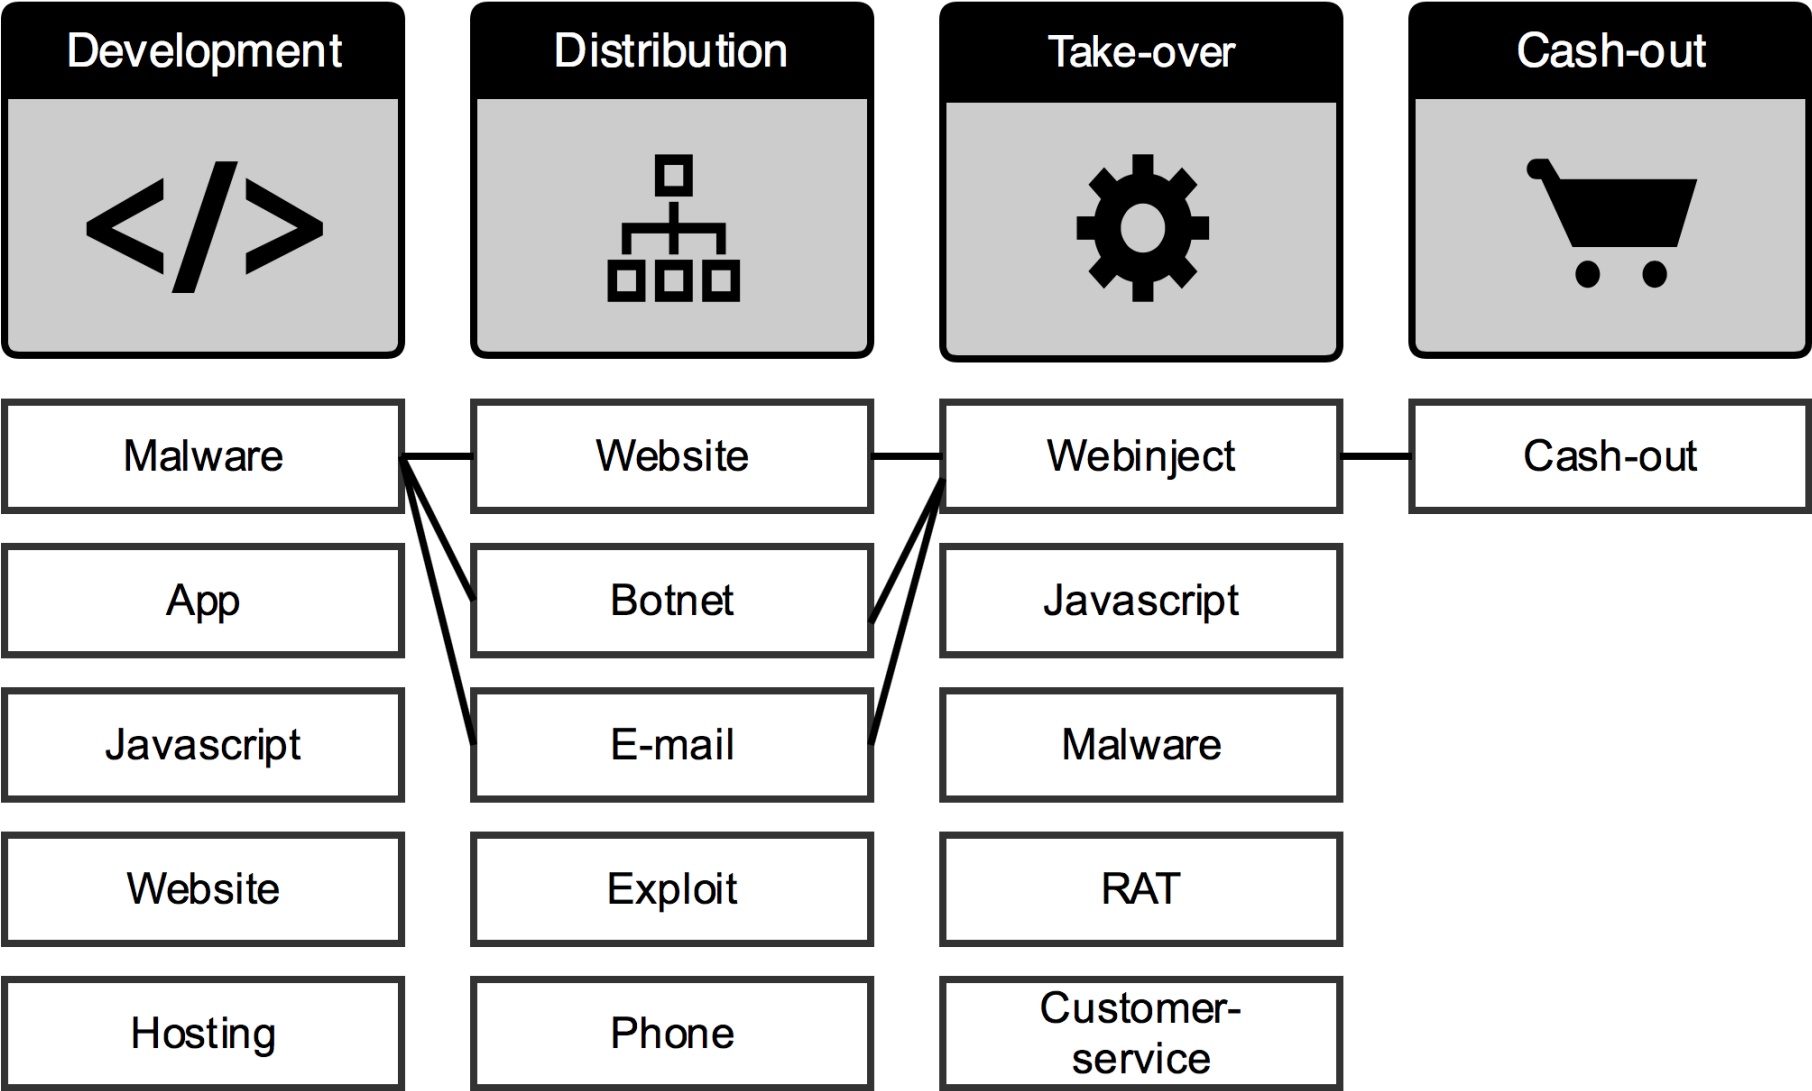 Development
Distribution
Take-over
Cash-out
Malware
Website
Webinject
Cash-out
App
Botnet
Javascript
Javascript
E-mail
Malware
Website
Exploit
RAT
Hosting
Phone
Customer-
service